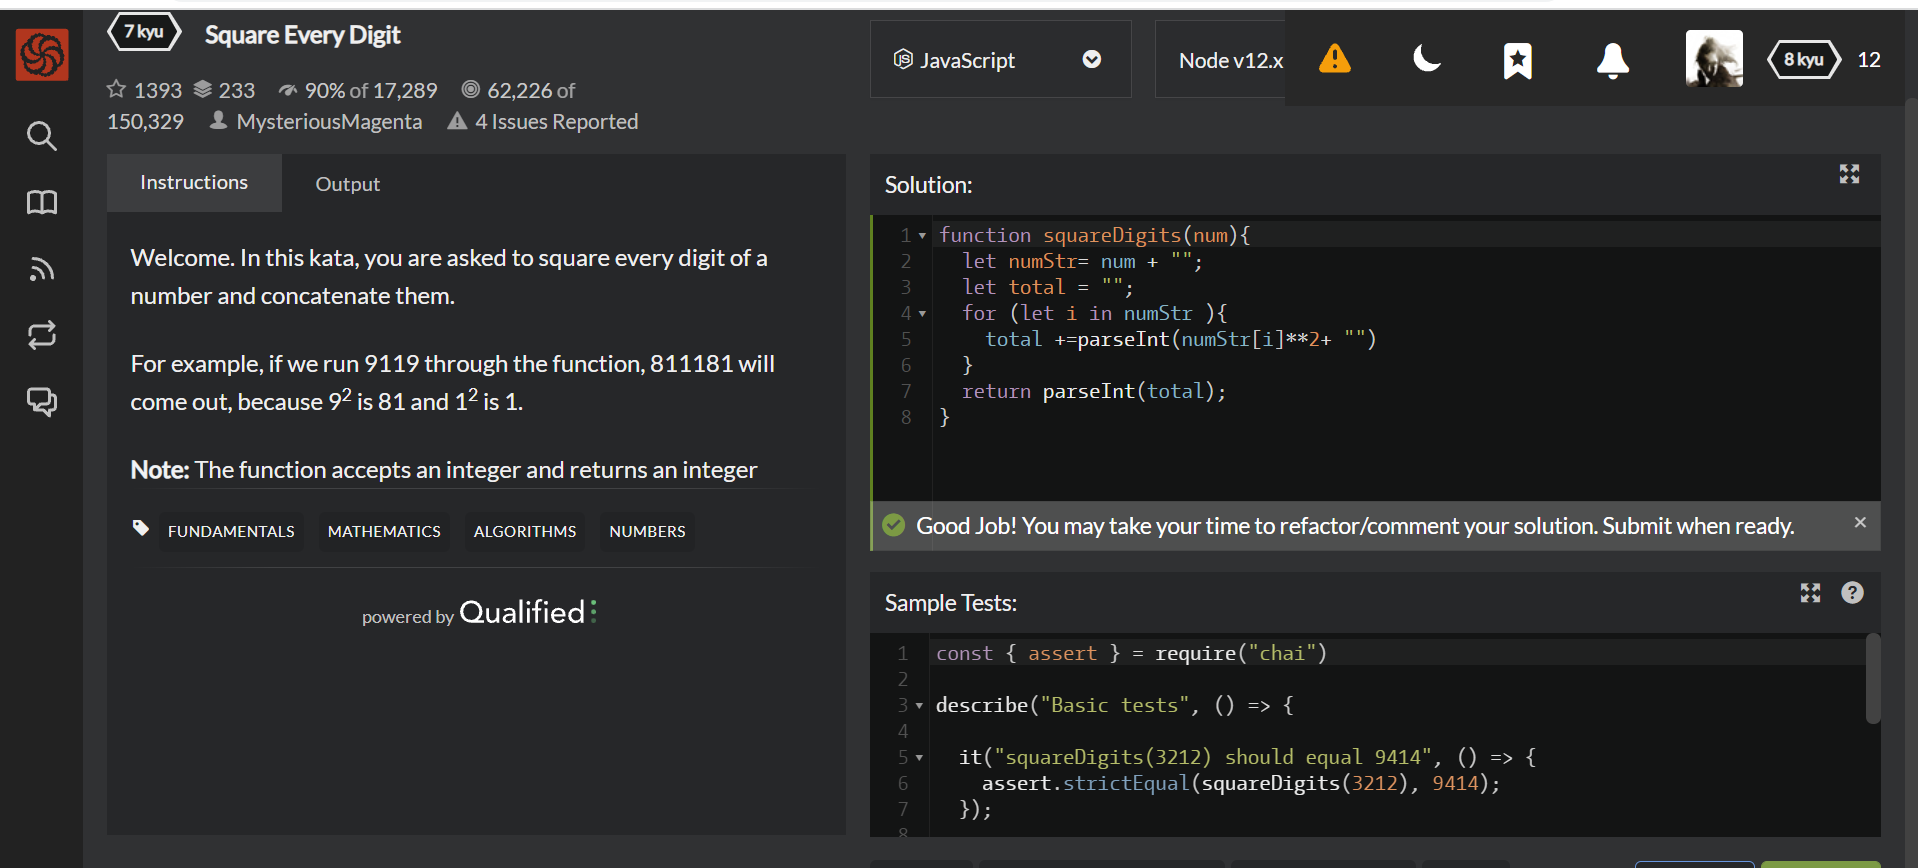 7 kyu Square Every Digit
1393 233 90% of 17,289 62,226 of
150,329 MysteriousMagenta 4 Issues Reported
JavaScript
Node v12.x
8 kyu 12
Instructions Output
Welcome. In this kata, you are asked to square every digit of a
number and concatenate them.
For example, if we run 9119 through the function, 811181 will
come out, because 9² is 81 and 1² is 1.
Note: The function accepts an integer and returns an integer
FUNDAMENTALS MATHEMATICS ALGORITHMS NUMBERS
powered by Qualified
Solution:
1 function squareDigits(num){
2 let numStr= num + "";
3 let total = "";
4 for (let i in numStr ){
5 total +=parseInt(numStr[i]**2+ "")
6 }
7 return parseInt(total);
8 }
Good Job! You may take your time to refactor/comment your solution. Submit when ready. ×
Sample Tests:
?
1 const { assert } = require("chai")
2
3 describe("Basic tests", () => {
4
5 it("squareDigits(3212) should equal 9414", () => {
6 assert.strictEqual(squareDigits(3212), 9414);
7 });
8